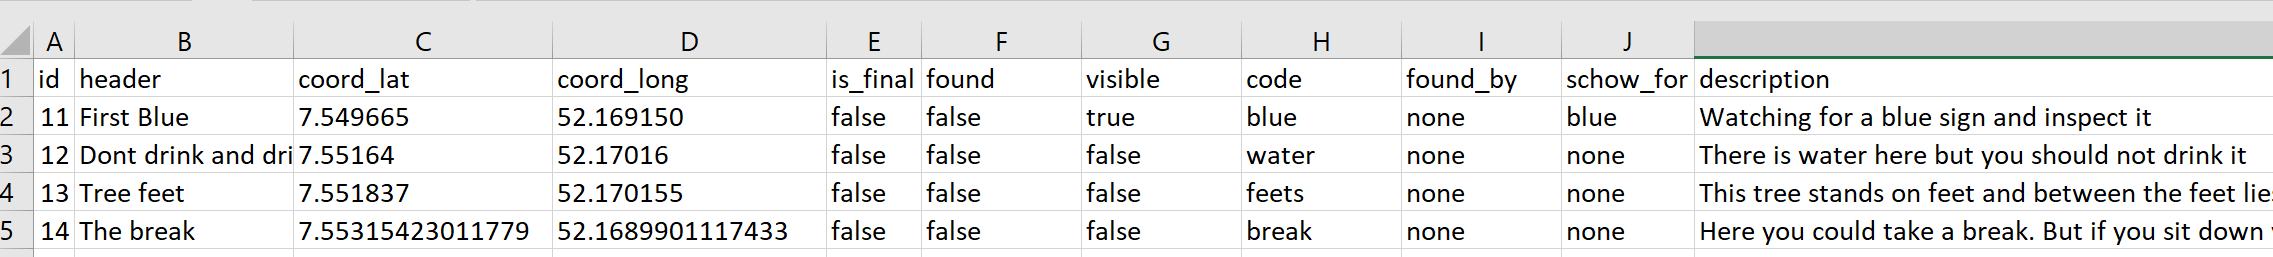 A B C D E F G H I J
1 id header coord_lat coord_long is_final found visible code found_by schow_for description
2 11 First Blue 7.549665 52.169150 false false true blue none blue Watching for a blue sign and inspect it
3 12 Dont drink and dri 7.55164 52.17016 false false false water none none There is water here but you should not drink it
4 13 Tree feet 7.551837 52.170155 false false false feets none none This tree stands on feet and between the feet lie
5 14 The break 7.55315423011779 52.1689901117433 false false false break none none Here you could take a break. But if you sit down